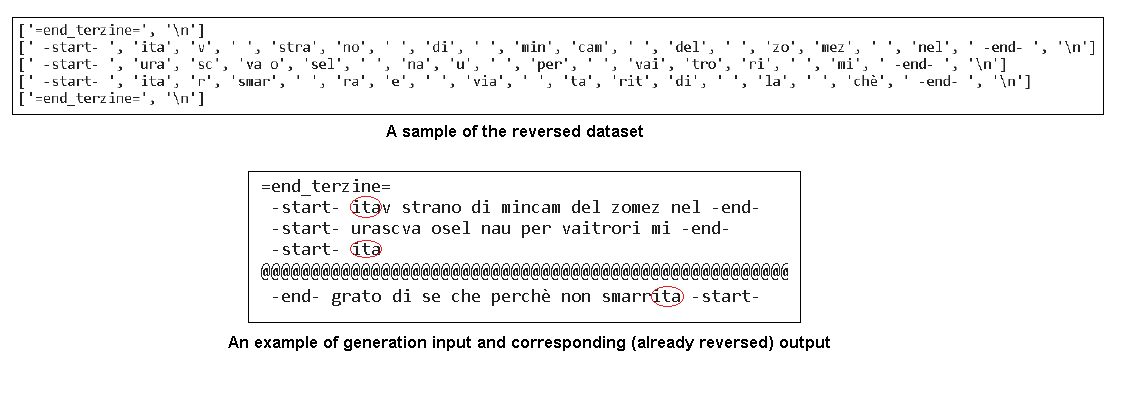 ['=end_terzine=', '\n']
[' -start- ', 'ita', 'v', ' ', 'stra', 'no', ' ', 'di', ' ', 'min', 'cam', ' ', 'del', ' ', 'zo', 'mez', ' ', 'nel', ' -end- ', '\n']
[' -start- ', 'ura', 'sc', 'va o', 'sel', ' ', 'na', 'u', ' ', 'per', ' ', 'vai', 'tro', 'ri', ' ', 'mi', ' -end- ', '\n']
[' -start- ', 'ita', 'r', 'smar', ' ', 'ra', 'e', ' ', 'via', ' ', 'ta', 'rit', 'di', ' ', 'la', ' ', 'chè', ' -end- ', '\n']
['=end_terzine=', '\n']
A sample of the reversed dataset
=end_terzine=
-start- itav strano di mincam del zomez nel -end-
-start- urascva osel nau per vaitrori mi -end-
-start- ita
@@@@@@@@@@@@@@@@@@@@@@@@@@@@@@@@@@@@@@@@@@@@@@@@@@@@@
-end- grato di se che perchè non smarrita -start-
An example of generation input and corresponding (already reversed) output